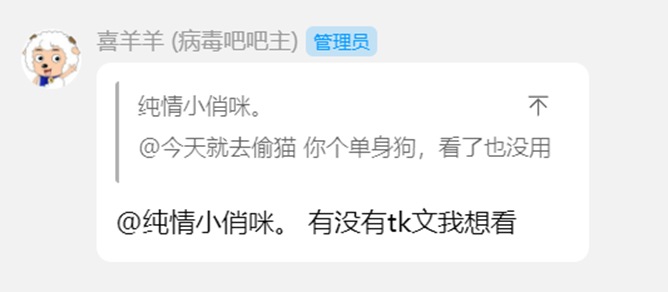 喜羊羊 (病毒吧吧主) 管理员
纯情小俏咪。
@今天就去偷猫 你个单身狗，看了也没用
@纯情小俏咪。 有没有tk文我想看